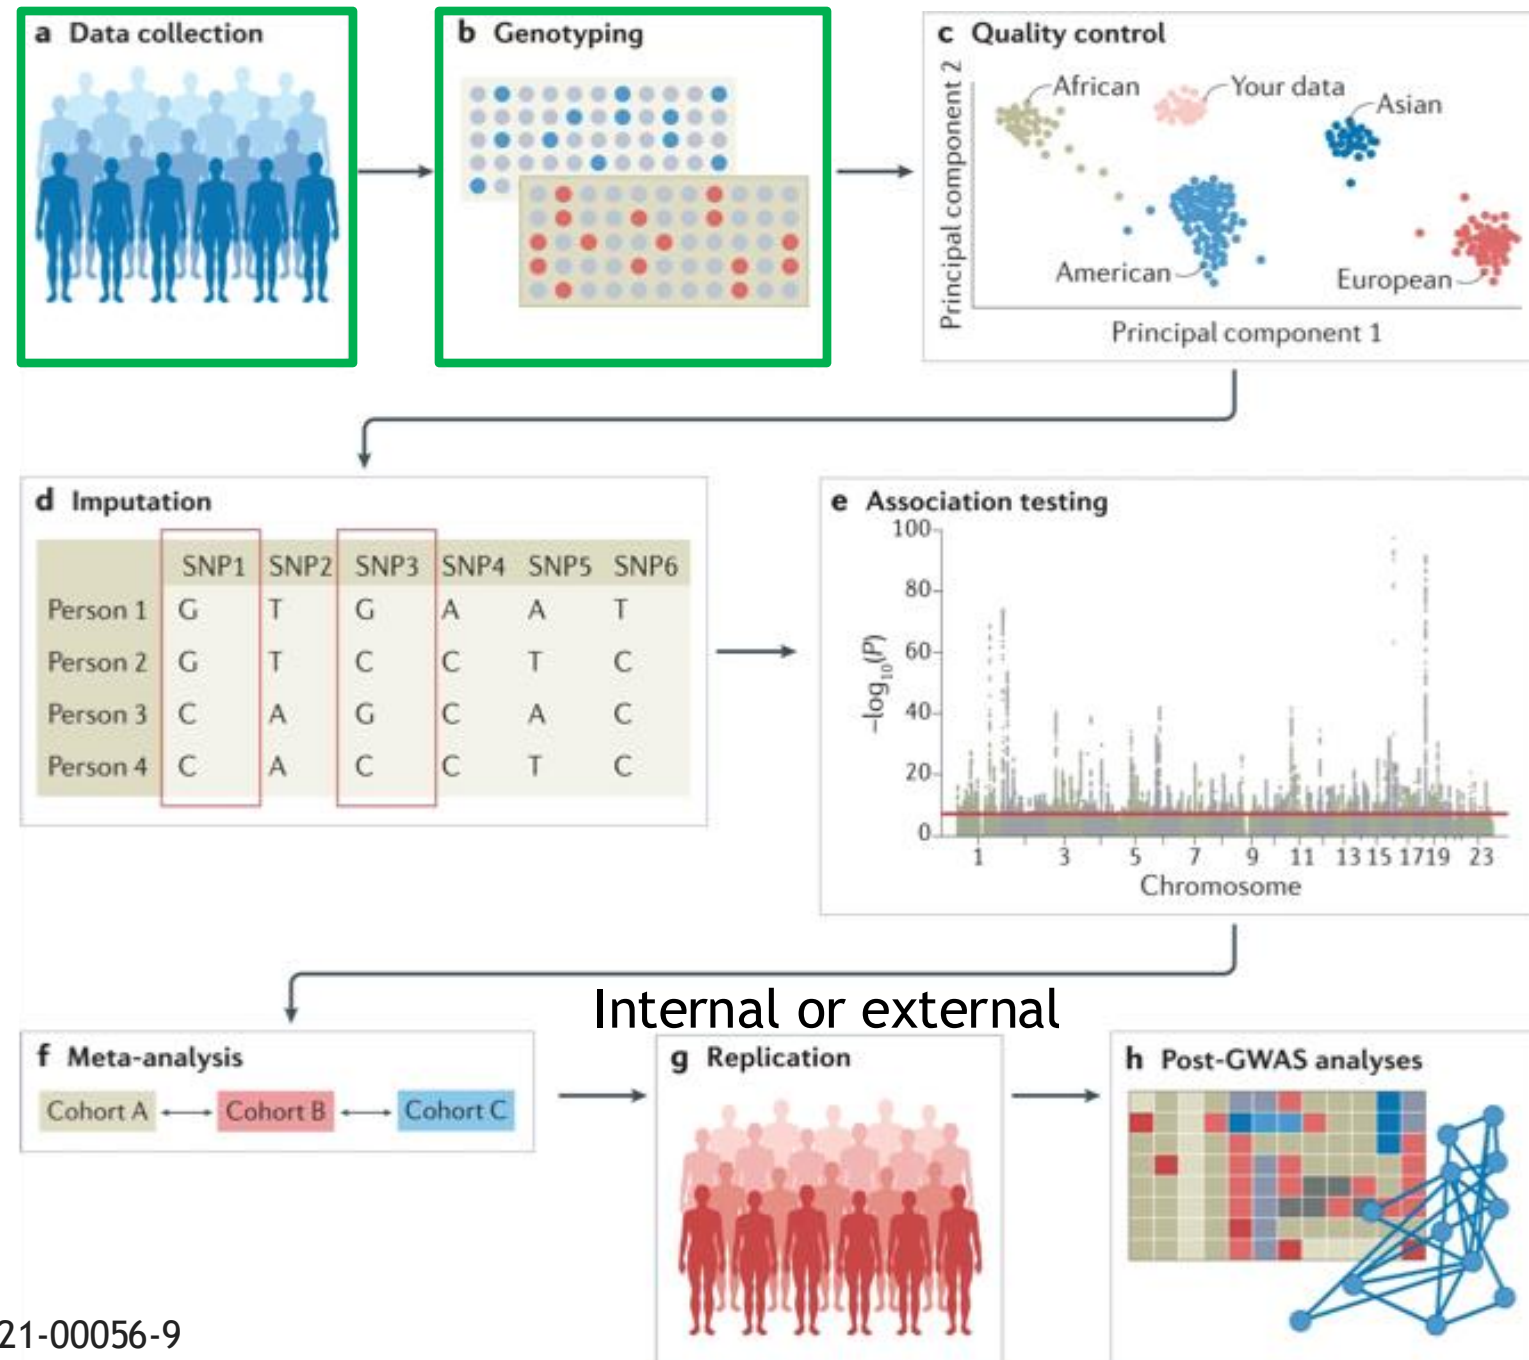 a Data collection
b Genotyping
c Quality control
Principal component 2
African
Your data
Asian
American
European
Principal component 1
d Imputation
SNP1 SNP2 SNP3 SNP4 SNP5 SNP6
Person 1 G T G A A T
Person 2 G T C C T C
Person 3 C A G C A C
Person 4 C A C C T C
e Association testing
–log10(P)
100
80
60
40
20
0
1 3 5 7 9 11 13 15 17 19 23
Chromosome
Internal or external
f Meta-analysis
Cohort A Cohort B Cohort C
g Replication
h Post-GWAS analyses
21-00056-9